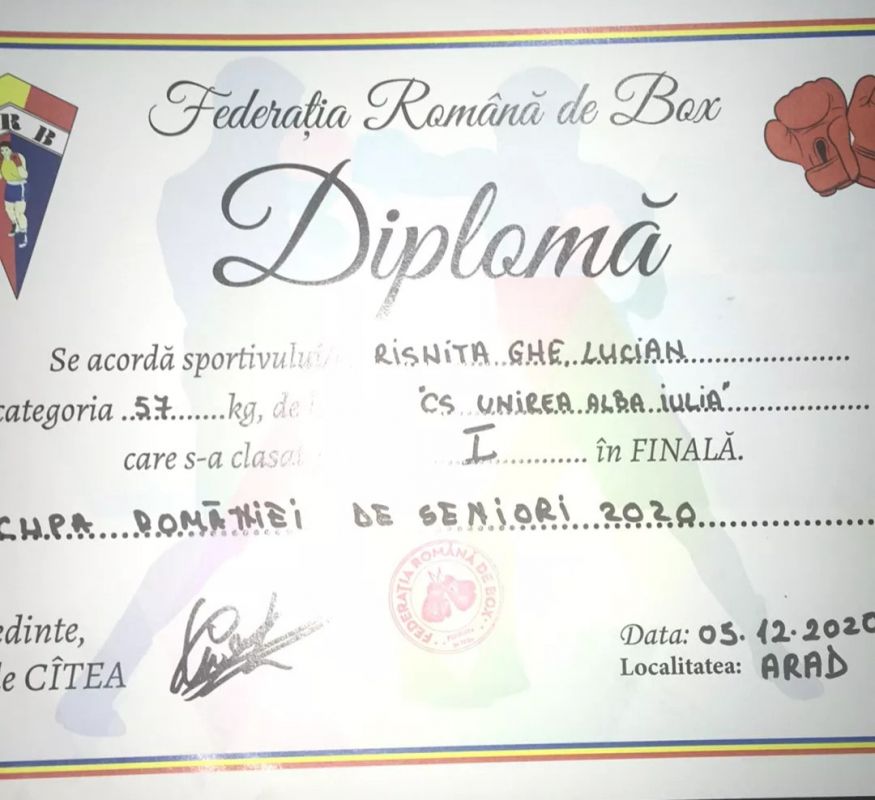 R B
Federația Română de Box
Diplomă
Se acordă sportivului RISNITA GHE. LUCIAN
categoria 57 kg, de CS "UNIREA ALBA IULIA"
care s-a clasat I în FINALĂ.
CUPA ROMÂNIEI DE SENIORI 2020
FEDERAȚIA ROMÂNĂ DE BOX
edinte,
CÎTEA
Data: 05.12.2020
Localitatea: ARAD